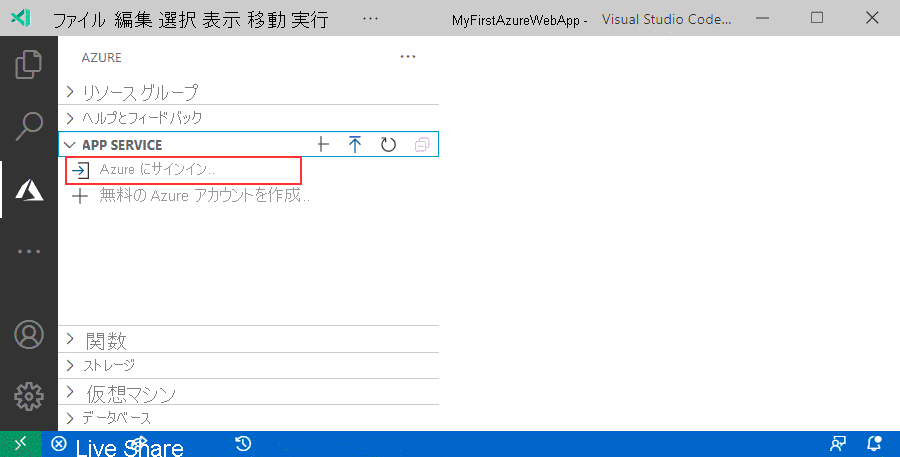 ファイル 編集 選択 表示 移動 実行 ... MyFirstAzureWebApp - Visual Studio Code...
AZURE ...
リソース グループ
ヘルプとフィードバック
APP SERVICE
Azure にサインイン..
無料の Azure アカウントを作成..
関数
ストレージ
仮想マシン
データベース
Live Share